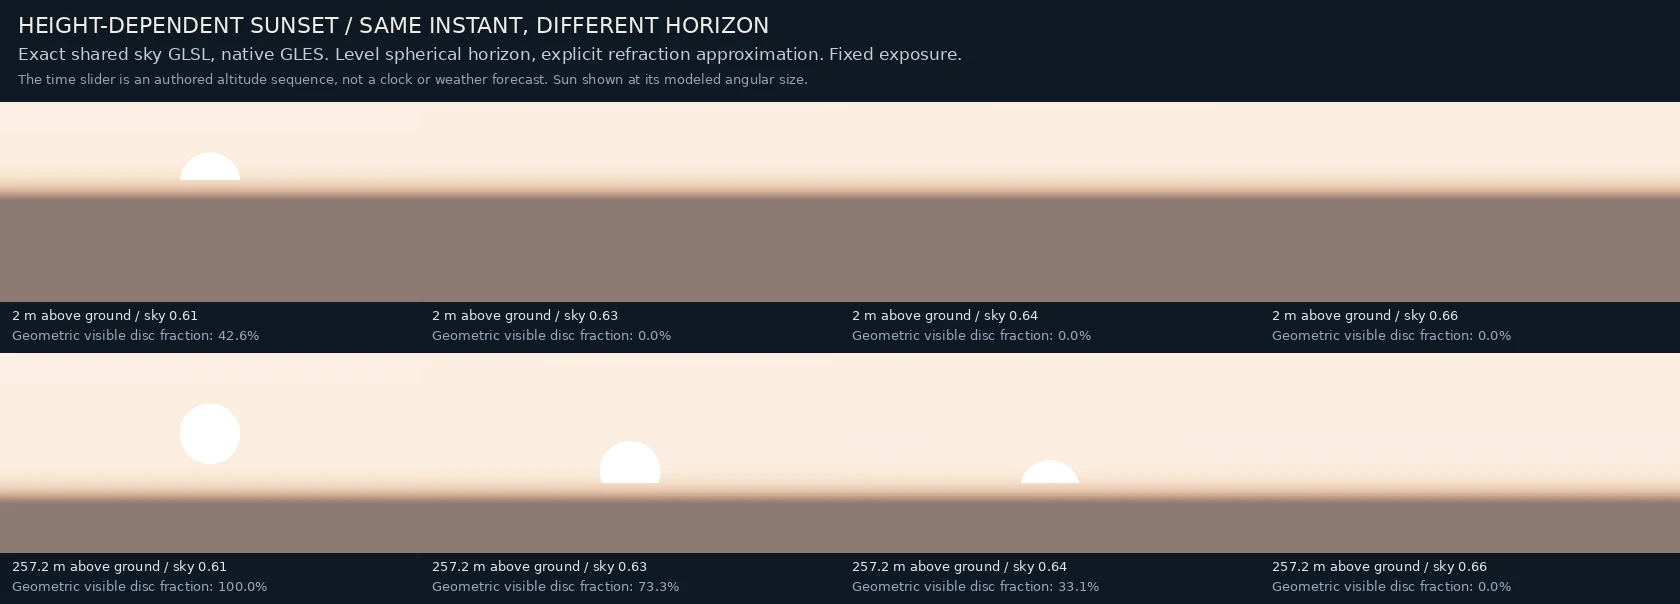 HEIGHT-DEPENDENT SUNSET / SAME INSTANT, DIFFERENT HORIZON
Exact shared sky GLSL, native GLES. Level spherical horizon, explicit refraction approximation. Fixed exposure.
The time slider is an authored altitude sequence, not a clock or weather forecast. Sun shown at its modeled angular size.
2 m above ground / sky 0.61
Geometric visible disc fraction: 42.6%
2 m above ground / sky 0.63
Geometric visible disc fraction: 0.0%
2 m above ground / sky 0.64
Geometric visible disc fraction: 0.0%
2 m above ground / sky 0.66
Geometric visible disc fraction: 0.0%
257.2 m above ground / sky 0.61
Geometric visible disc fraction: 100.0%
257.2 m above ground / sky 0.63
Geometric visible disc fraction: 73.3%
257.2 m above ground / sky 0.64
Geometric visible disc fraction: 33.1%
257.2 m above ground / sky 0.66
Geometric visible disc fraction: 0.0%